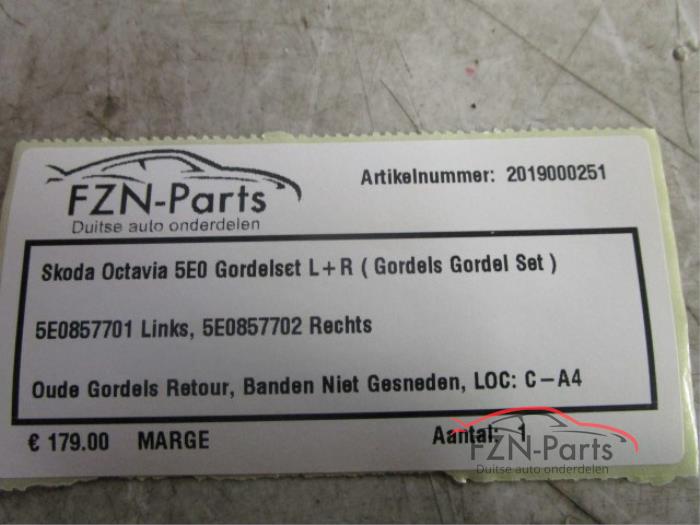 FZN-Parts
Duitse auto onderdelen
Artikelnummer: 2019000251
Skoda Octavia 5E0 Gordelset L+R ( Gordels Gordel Set )
5E0857701 Links, 5E0857702 Rechts
Oude Gordels Retour, Banden Niet Gesneden, LOC: C-A4
€ 179.00 MARGE Aantal: 1
FZN-Parts
Duitse auto onderdelen